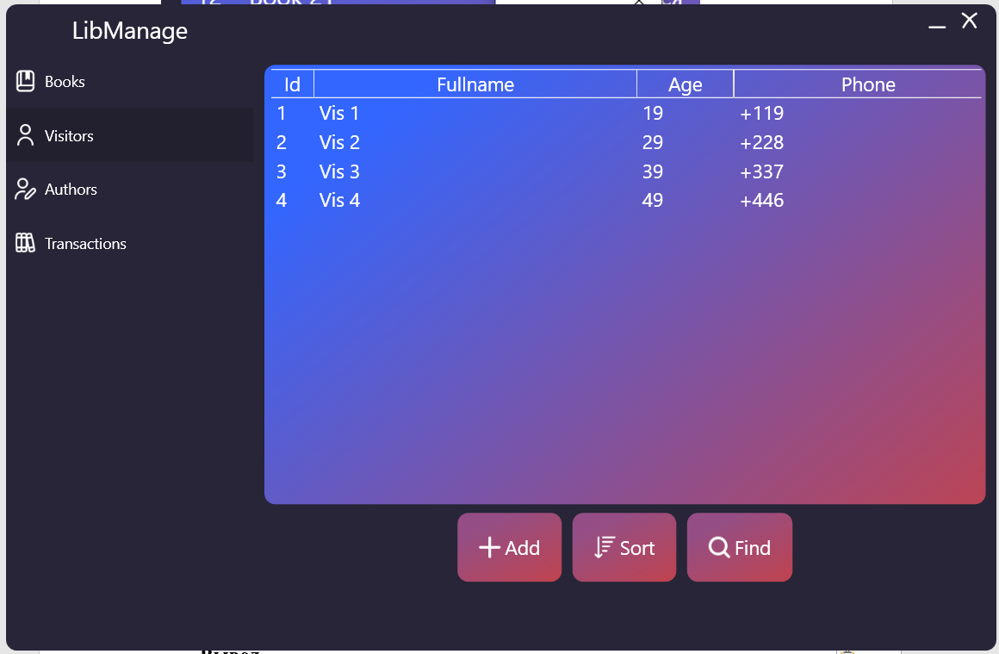 LibManage
Books
Visitors
Authors
Transactions
Id Fullname Age Phone
1 Vis 1 19 +119
2 Vis 2 29 +228
3 Vis 3 39 +337
4 Vis 4 49 +446
Add Sort Find